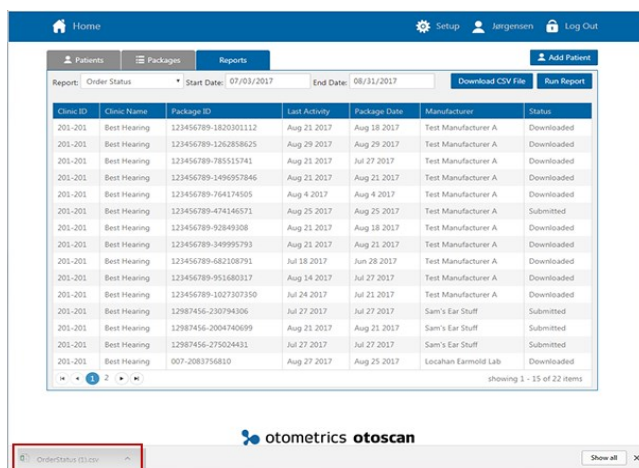 Home Setup Jørgensen Log Out
Patients Packages Reports Add Patient
Report: Order Status Start Date: 07/03/2017 End Date: 08/31/2017 Download CSV File Run Report
Clinic ID Clinic Name Package ID Last Activity Package Date Manufacturer Status
201-201 Best Hearing 123456789-1820301112 Aug 21 2017 Aug 18 2017 Test Manufacturer A Downloaded
201-201 Best Hearing 123456789-1262858625 Aug 29 2017 Aug 29 2017 Test Manufacturer A Downloaded
201-201 Best Hearing 123456789-785515741 Aug 21 2017 Jul 27 2017 Test Manufacturer A Downloaded
201-201 Best Hearing 123456789-1496957846 Aug 21 2017 Aug 21 2017 Test Manufacturer A Downloaded
201-201 Best Hearing 123456789-764174505 Aug 4 2017 Aug 4 2017 Test Manufacturer A Downloaded
201-201 Best Hearing 123456789-474146571 Aug 25 2017 Aug 25 2017 Test Manufacturer A Submitted
201-201 Best Hearing 123456789-92849308 Aug 21 2017 Aug 18 2017 Test Manufacturer A Downloaded
201-201 Best Hearing 123456789-349995793 Aug 21 2017 Aug 21 2017 Test Manufacturer A Downloaded
201-201 Best Hearing 123456789-682108791 Jul 18 2017 Jun 28 2017 Test Manufacturer A Downloaded
201-201 Best Hearing 123456789-951680317 Aug 14 2017 Jul 27 2017 Test Manufacturer A Downloaded
201-201 Best Hearing 123456789-1027307350 Jul 24 2017 Jul 21 2017 Test Manufacturer A Downloaded
201-201 Best Hearing 12987456-230794306 Jul 27 2017 Jul 27 2017 Sam's Ear Stuff Submitted
201-201 Best Hearing 12987456-2004740699 Aug 21 2017 Aug 21 2017 Sam's Ear Stuff Submitted
201-201 Best Hearing 12987456-275024431 Jul 27 2017 Jul 27 2017 Sam's Ear Stuff Submitted
201-201 Best Hearing 007-2083756810 Aug 27 2017 Aug 25 2017 Locahan Earmold Lab Downloaded
1 2 showing 1 - 15 of 22 items
otometrics otoscan
OrderStatus (1).csv Show all